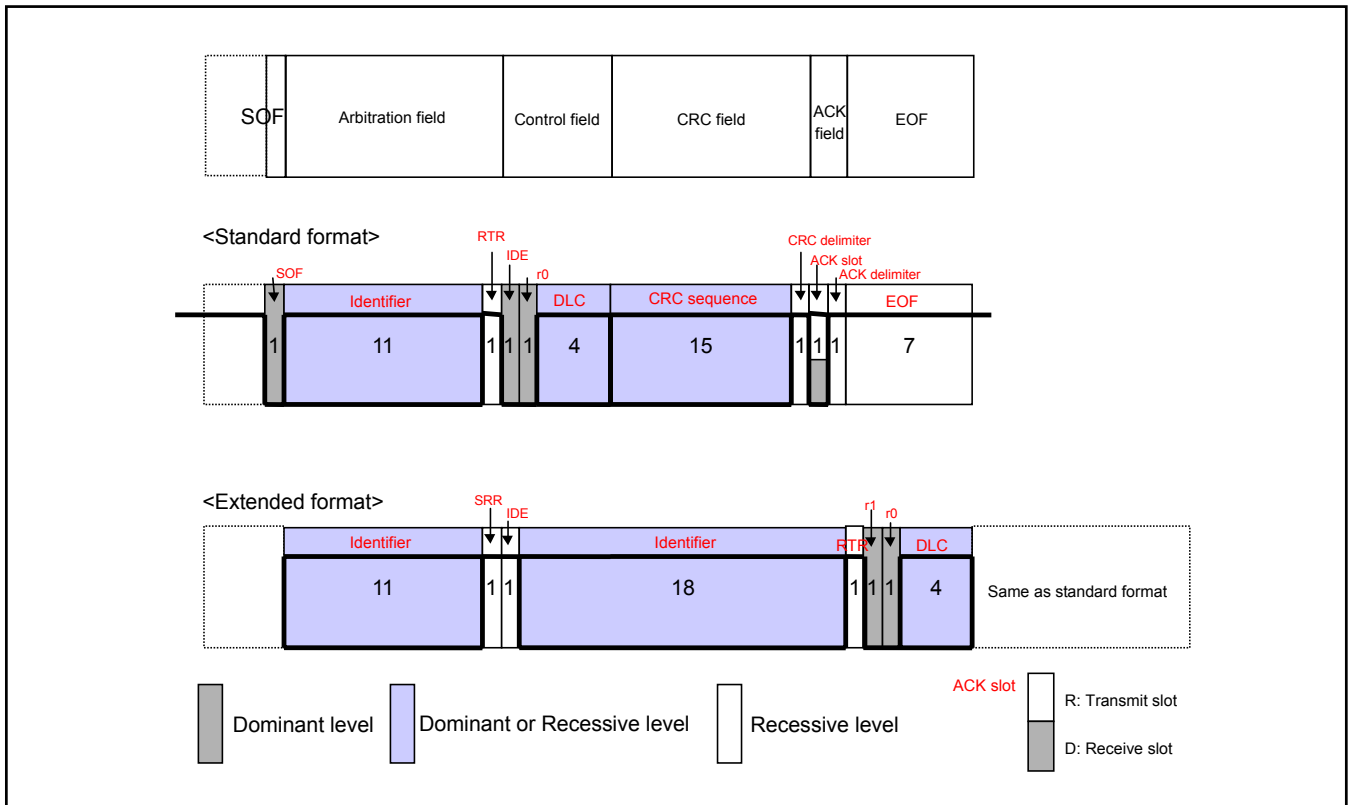 SOF Arbitration field Control field CRC field ACK field EOF
<Standard format>
SOF RTR IDE r0 CRC delimiter ACK slot ACK delimiter
Identifier DLC CRC sequence EOF
1 11 1 1 1 4 15 1 1 1 7
<Extended format>
SRR IDE r1 r0
Identifier Identifier RTR DLC
11 1 1 18 1 1 1 4 Same as standard format
Dominant level Dominant or Recessive level Recessive level
ACK slot R: Transmit slot
D: Receive slot